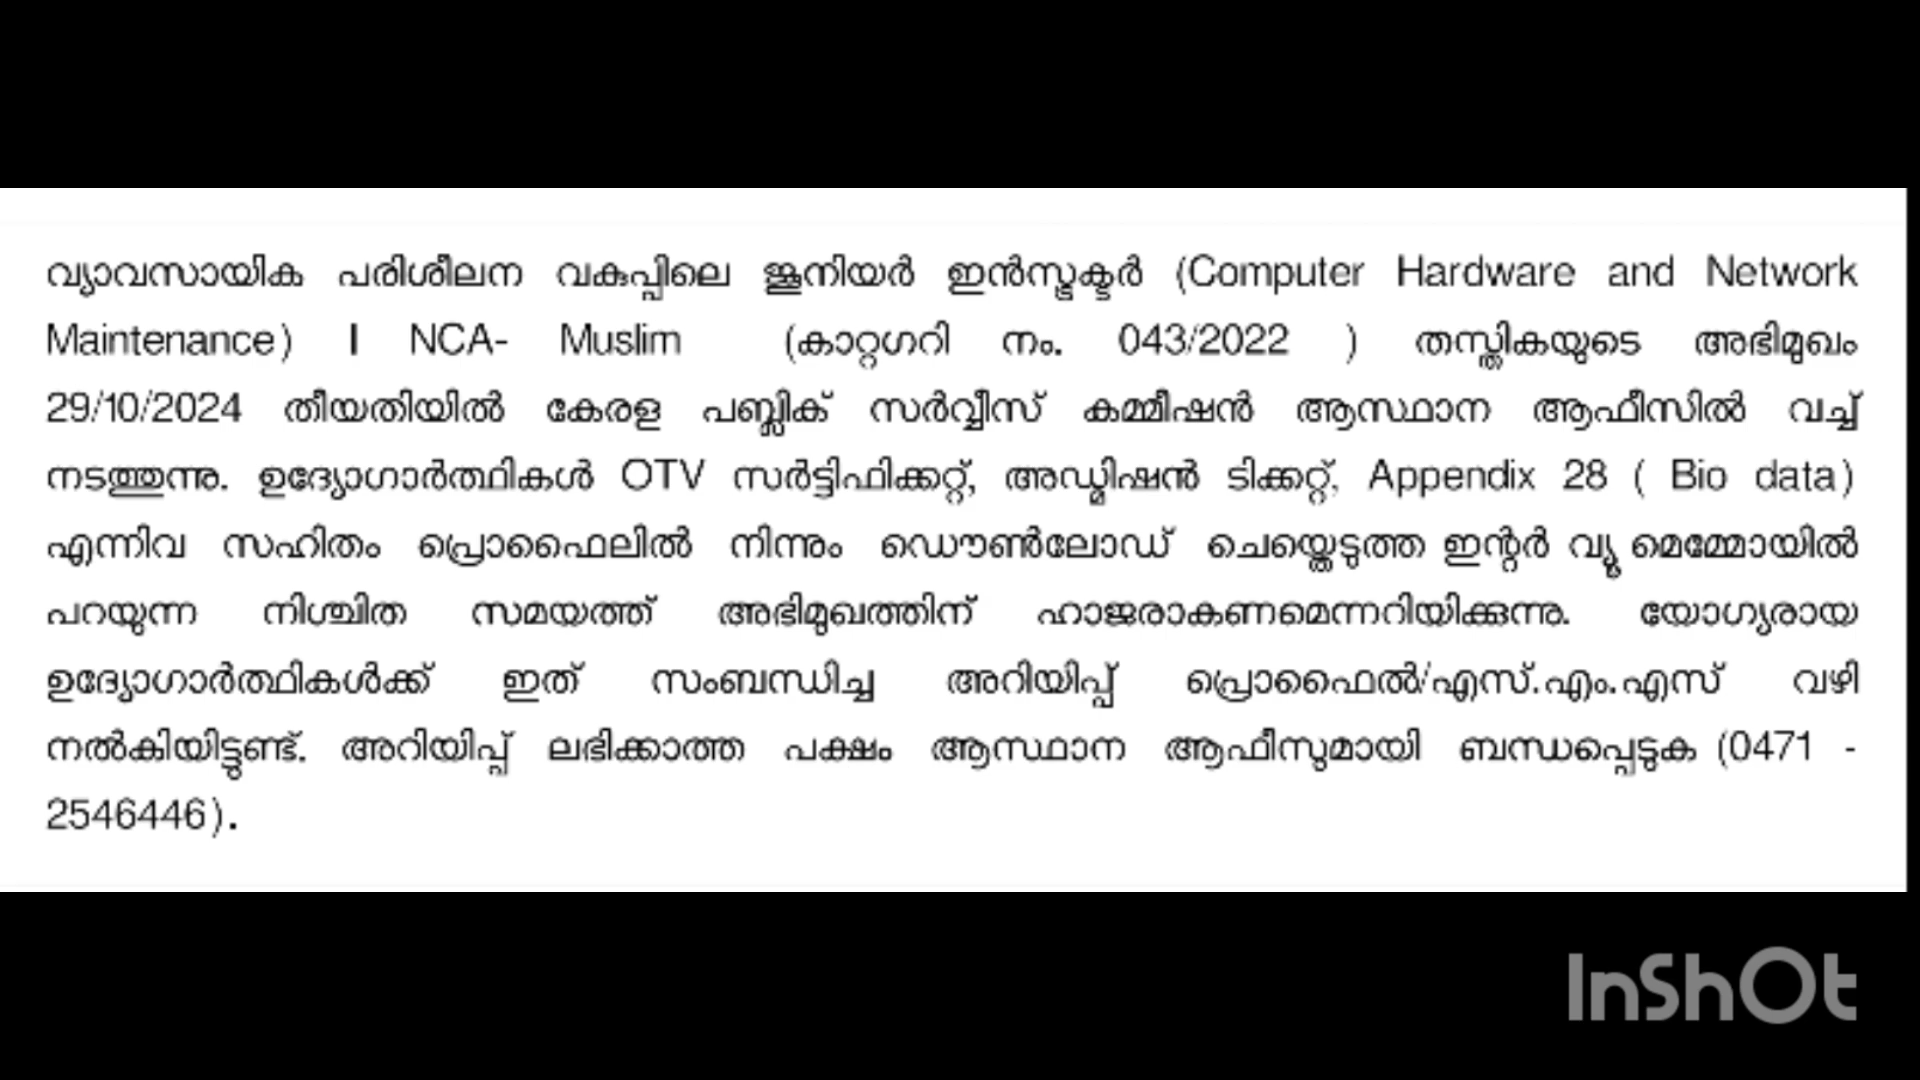 വ്യാവസായിക പരിശീലന വകുപ്പിലെ ജൂനിയർ ഇൻസ്ട്രക്ടർ (Computer Hardware and Network
Maintenance) I NCA- Muslim (കാറ്റഗറി നം. 043/2022 ) തസ്തികയുടെ അഭിമുഖം
29/10/2024 തീയതിയിൽ കേരള പബ്ലിക് സർവ്വീസ് കമ്മീഷൻ ആസ്ഥാന ആഫീസിൽ വച്ച്
നടത്തുന്നു. ഉദ്യോഗാർത്ഥികൾ OTV സർട്ടിഫിക്കറ്റ്, അഡ്മിഷൻ ടിക്കറ്റ്, Appendix 28 ( Bio data)
എന്നിവ സഹിതം പ്രൊഫൈലിൽ നിന്നും ഡൌൺലോഡ് ചെയ്തെടുത്ത ഇന്റർ വ്യൂ മെമ്മോയിൽ
പറയുന്ന നിശ്ചിത സമയത്ത് അഭിമുഖത്തിന് ഹാജരാകണമെന്നറിയിക്കുന്നു. യോഗ്യരായ
ഉദ്യോഗാർത്ഥികൾക്ക് ഇത് സംബന്ധിച്ച അറിയിപ്പ് പ്രൊഫൈൽ/എസ്.എം.എസ് വഴി
നൽകിയിട്ടുണ്ട്. അറിയിപ്പ് ലഭിക്കാത്ത പക്ഷം ആസ്ഥാന ആഫീസുമായി ബന്ധപ്പെടുക (0471 -
2546446).
InShOt